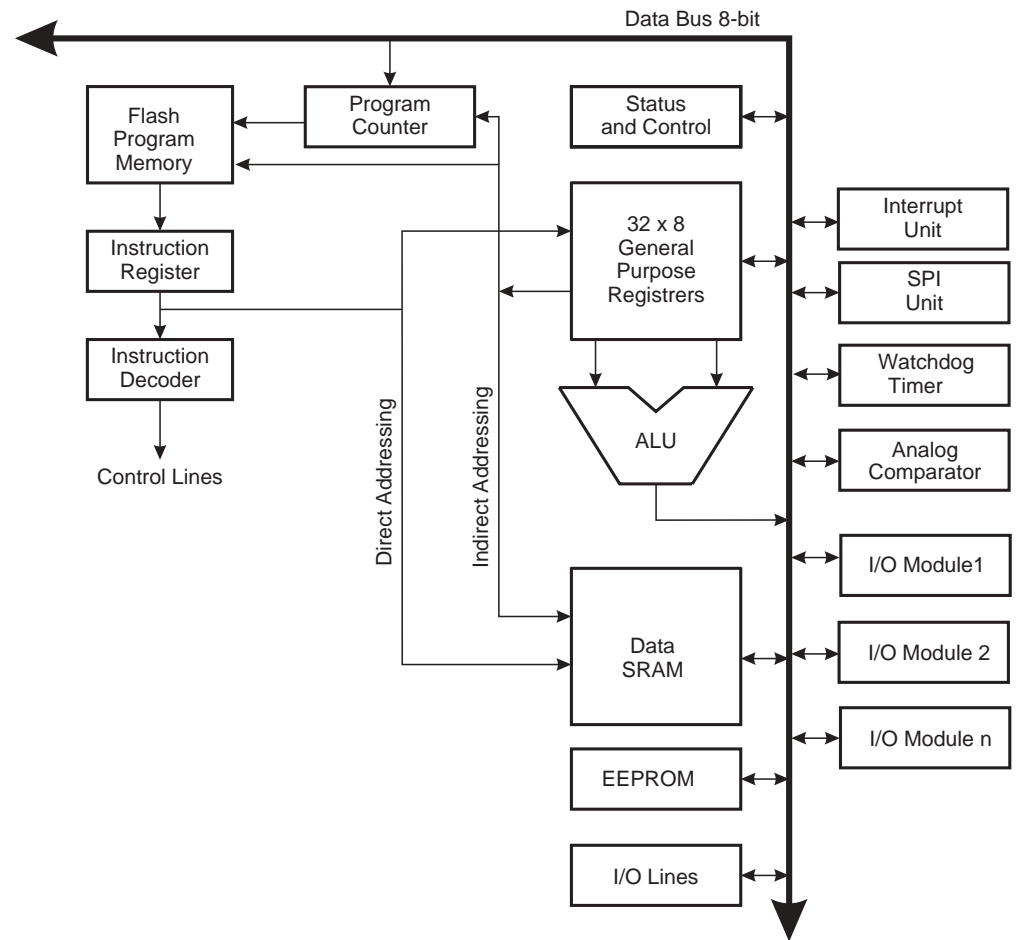 Data Bus 8-bit
Flash
Program
Memory
Program
Counter
Status
and Control
32 x 8
General
Purpose
Registrers
Interrupt
Unit
Instruction
Register
SPI
Unit
Instruction
Decoder
Watchdog
Timer
Control Lines
Direct Addressing
Indirect Addressing
ALU
Analog
Comparator
I/O Module1
Data
SRAM
I/O Module 2
I/O Module n
EEPROM
I/O Lines